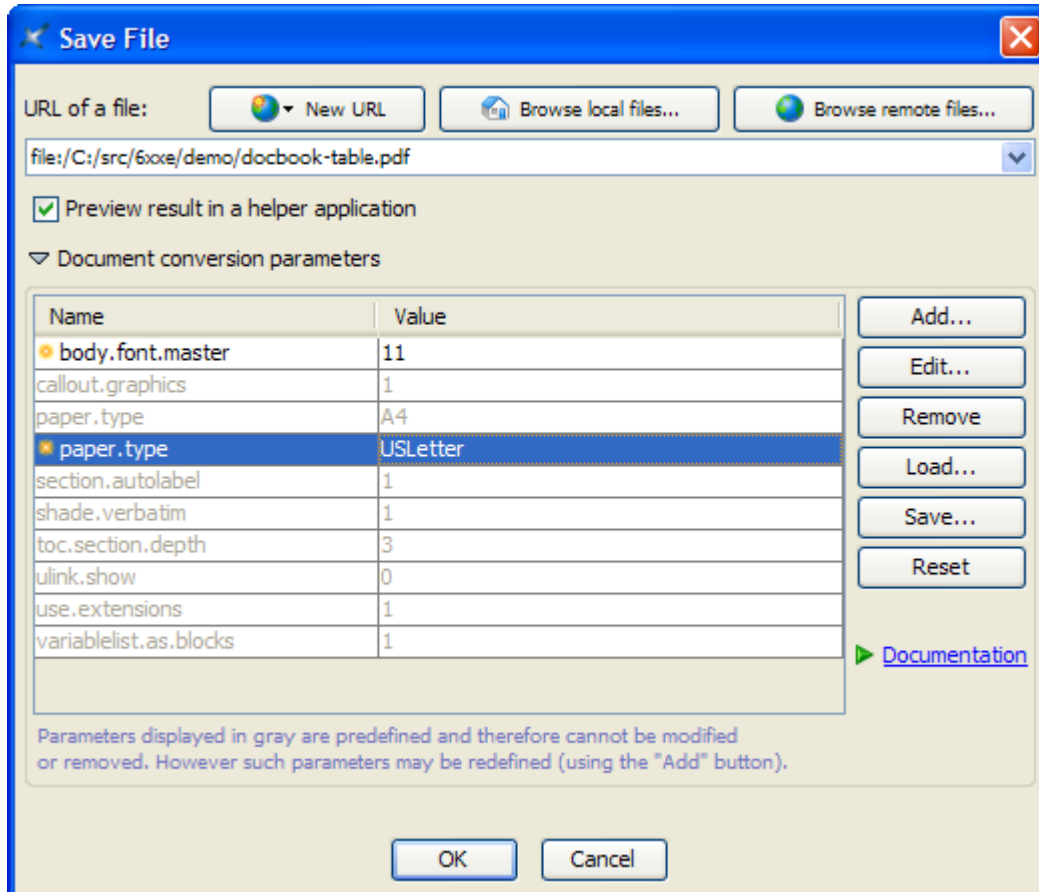 Save File
URL of a file: New URL Browse local files... Browse remote files...
file:/C:/src/6xxe/demo/docbook-table.pdf
Preview result in a helper application
Document conversion parameters
Name Value Add...
body.font.master 11
callout.graphics 1 Edit...
paper.type A4 Remove
paper.type USLetter
section.autolabel 1 Load...
shade.verbatim 1 Save...
toc.section.depth 3
ulink.show 0 Reset
use.extensions 1
variablelist.as.blocks 1
Documentation
Parameters displayed in gray are predefined and therefore cannot be modified
or removed. However such parameters may be redefined (using the "Add" button).
OK Cancel